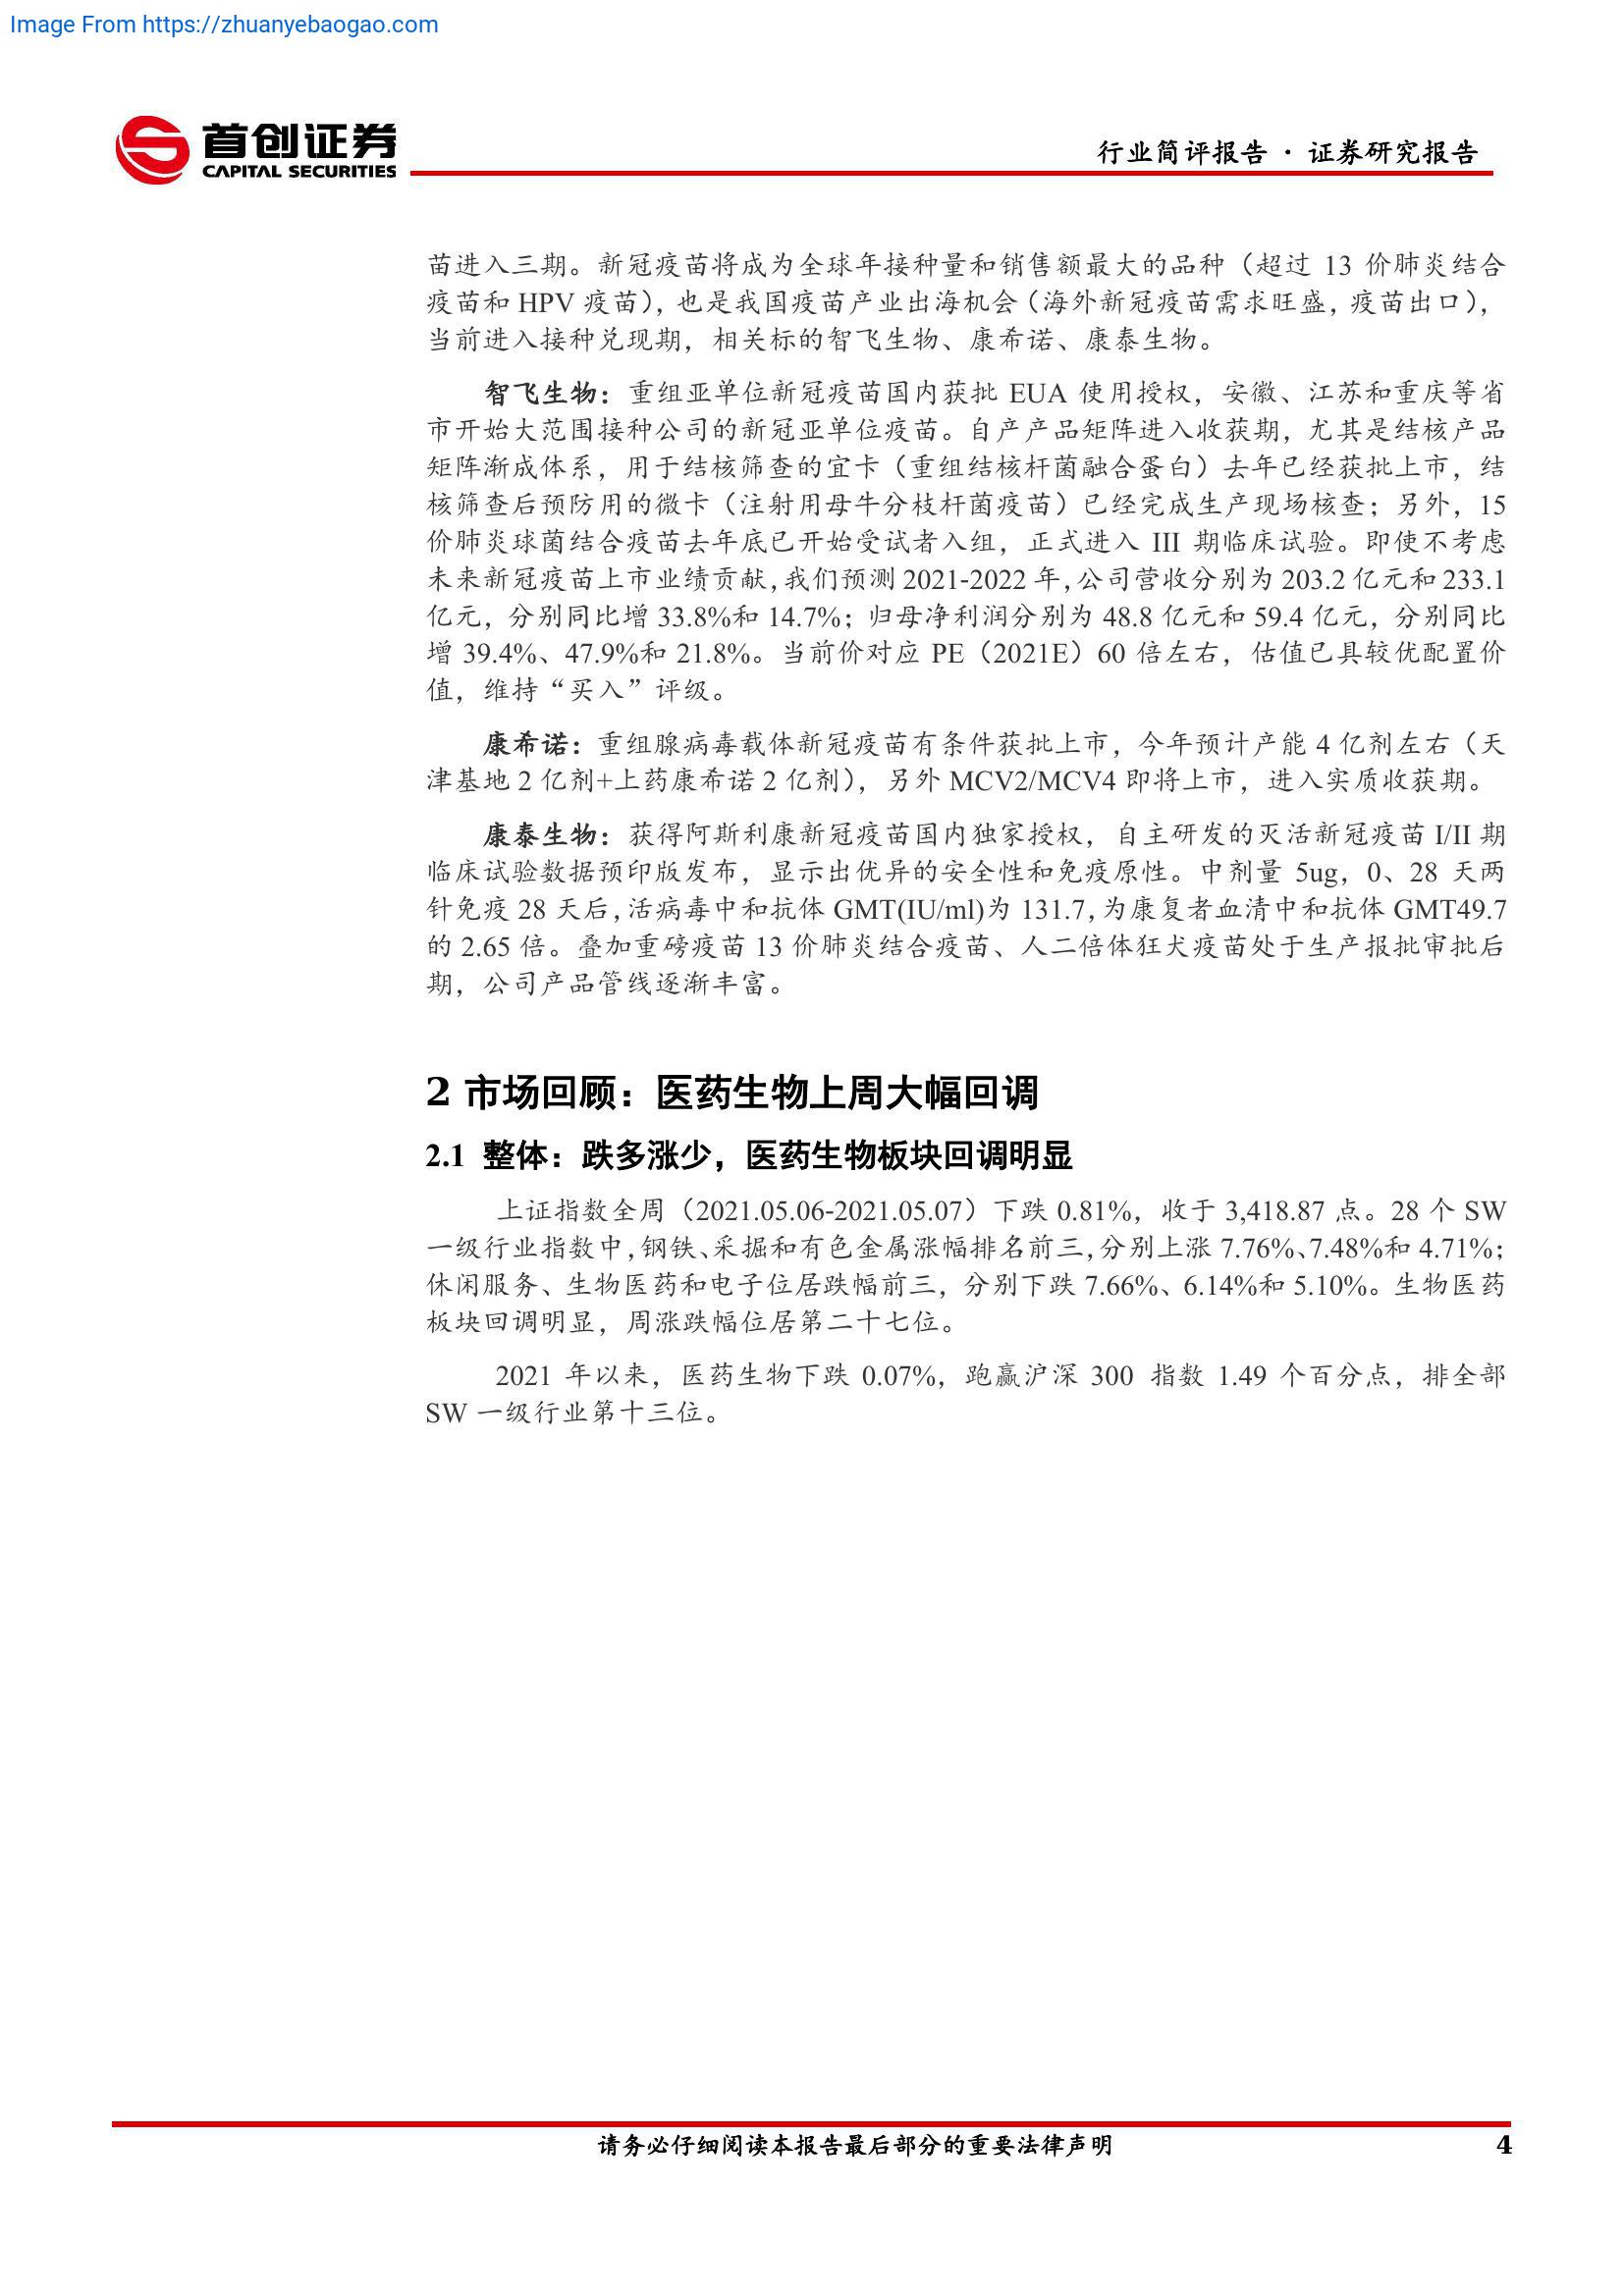 Image From https://zhuanyebaogao.com
首创证券
CAPITAL SECURITIES
行业简评报告 · 证券研究报告
苗进入三期。新冠疫苗将成为全球年接种量和销售额最大的品种（超过 13 价肺炎结合
疫苗和 HPV 疫苗），也是我国疫苗产业出海机会（海外新冠疫苗需求旺盛，疫苗出口），
当前进入接种兑现期，相关标的智飞生物、康希诺、康泰生物。
智飞生物：重组亚单位新冠疫苗国内获批 EUA 使用授权，安徽、江苏和重庆等省
市开始大范围接种公司的新冠亚单位疫苗。自产产品矩阵进入收获期，尤其是结核产品
矩阵渐成体系，用于结核筛查的宜卡（重组结核杆菌融合蛋白）去年已经获批上市，结
核筛查后预防用的微卡（注射用母牛分枝杆菌疫苗）已经完成生产现场核查；另外，15
价肺炎球菌结合疫苗去年底已开始受试者入组，正式进入 III 期临床试验。即使不考虑
未来新冠疫苗上市业绩贡献，我们预测 2021-2022 年，公司营收分别为 203.2 亿元和 233.1
亿元，分别同比增 33.8%和 14.7%；归母净利润分别为 48.8 亿元和 59.4 亿元，分别同比
增 39.4%、47.9%和 21.8%。当前价对应 PE（2021E）60 倍左右，估值已具较优配置价
值，维持“买入”评级。
康希诺：重组腺病毒载体新冠疫苗有条件获批上市，今年预计产能 4 亿剂左右（天
津基地 2 亿剂+上药康希诺 2 亿剂），另外 MCV2/MCV4 即将上市，进入实质收获期。
康泰生物：获得阿斯利康新冠疫苗国内独家授权，自主研发的灭活新冠疫苗 I/II 期
临床试验数据预印版发布，显示出优异的安全性和免疫原性。中剂量 5ug，0、28 天两
针免疫 28 天后，活病毒中和抗体 GMT(IU/ml)为 131.7，为康复者血清中和抗体 GMT49.7
的 2.65 倍。叠加重磅疫苗 13 价肺炎结合疫苗、人二倍体狂犬疫苗处于生产报批审批后
期，公司产品管线逐渐丰富。
2 市场回顾：医药生物上周大幅回调
2.1 整体：跌多涨少，医药生物板块回调明显
上证指数全周（2021.05.06-2021.05.07）下跌 0.81%，收于 3,418.87 点。28 个 SW
一级行业指数中，钢铁、采掘和有色金属涨幅排名前三，分别上涨 7.76%、7.48%和 4.71%；
休闲服务、生物医药和电子位居跌幅前三，分别下跌 7.66%、6.14%和 5.10%。生物医药
板块回调明显，周涨跌幅位居第二十七位。
2021 年以来，医药生物下跌 0.07%，跑赢沪深 300 指数 1.49 个百分点，排全部
SW 一级行业第十三位。
请务必仔细阅读本报告最后部分的重要法律声明
4